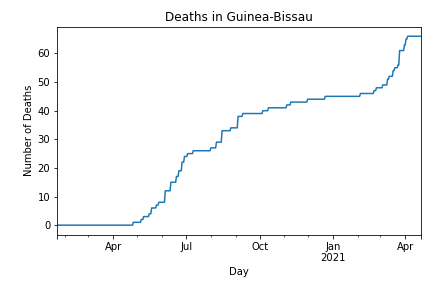 Deaths in Guinea-Bissau
Number of Deaths
60
50
40
30
20
10
0
Apr
Jul
Oct
Jan
2021
Apr
Day